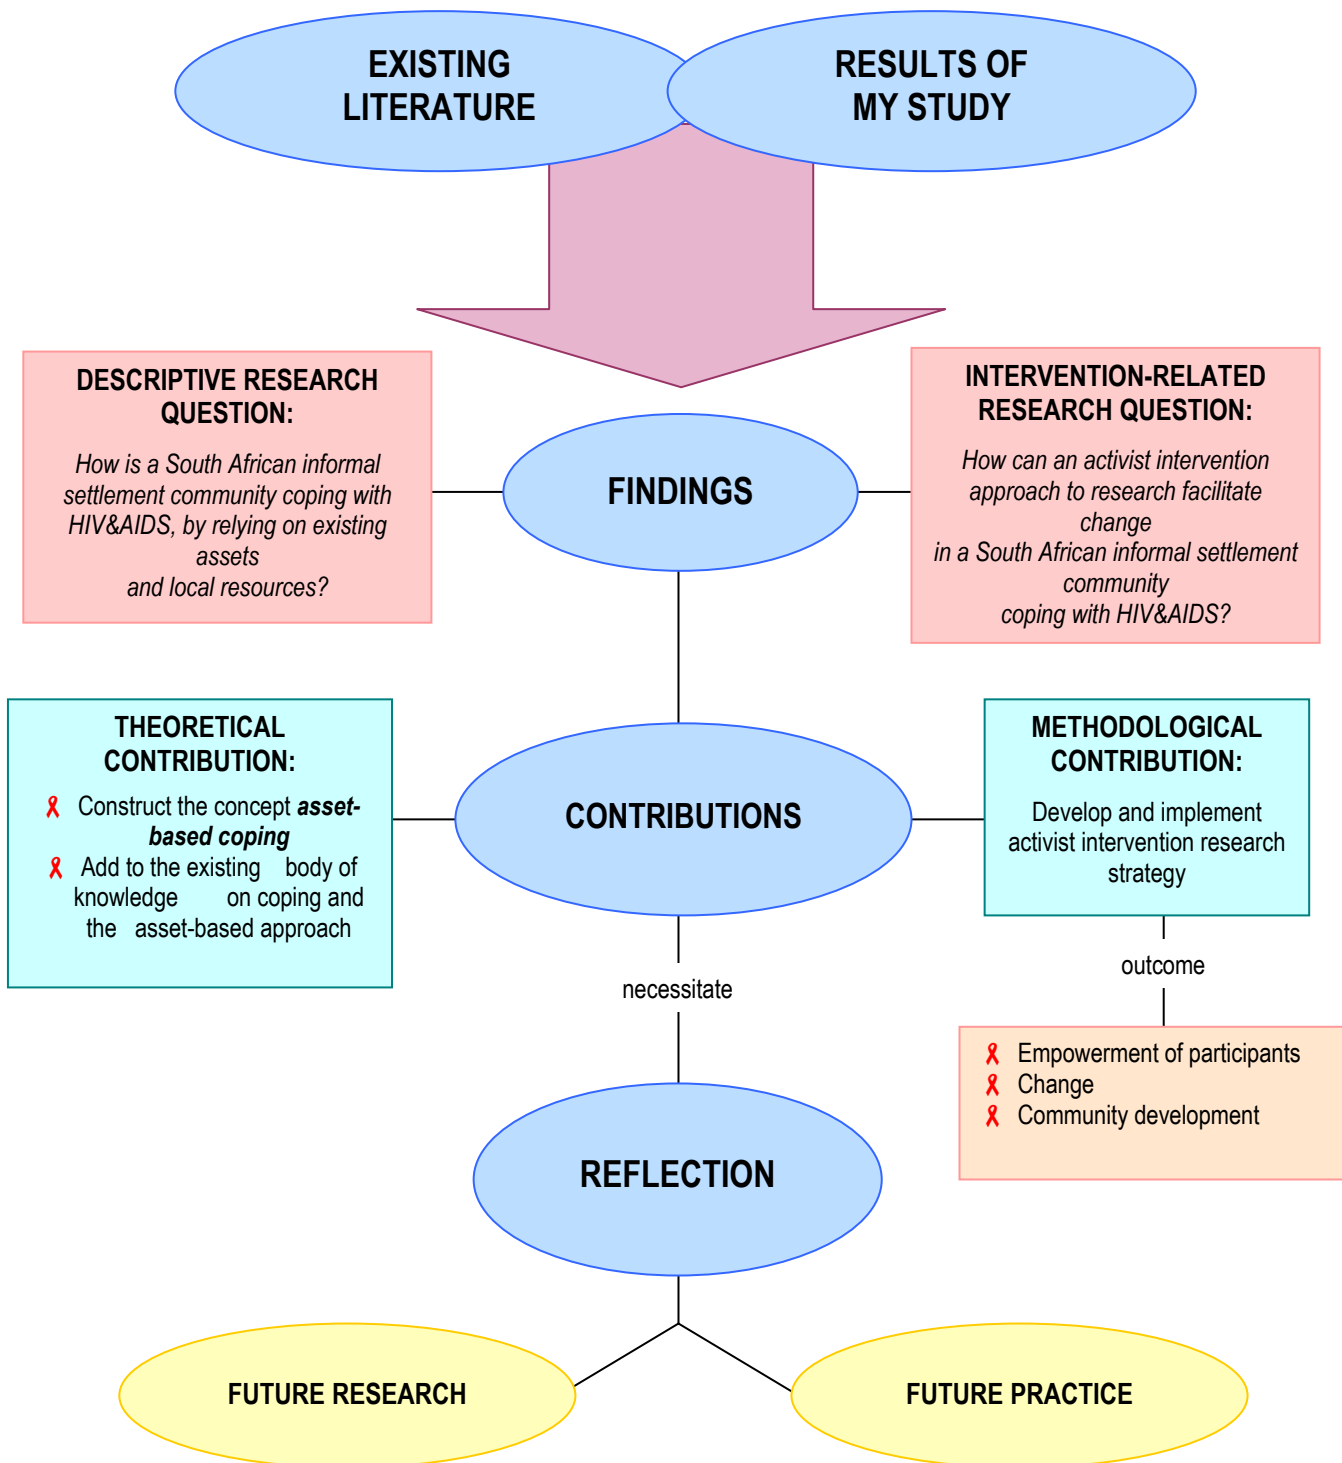 EXISTING
LITERATURE
RESULTS OF
MY STUDY
DESCRIPTIVE RESEARCH
QUESTION:
How is a South African informal
settlement community coping with
HIV&AIDS, by relying on existing
assets
and local resources?
FINDINGS
INTERVENTION-RELATED
RESEARCH QUESTION:
How can an activist intervention
approach to research facilitate
change
in a South African informal settlement
community
coping with HIV&AIDS?
THEORETICAL
CONTRIBUTION:
Construct the concept asset-
based coping
Add to the existing body of
knowledge on coping and
the asset-based approach
CONTRIBUTIONS
METHODOLOGICAL
CONTRIBUTION:
Develop and implement
activist intervention research
strategy
necessitate
outcome
Empowerment of participants
Change
Community development
REFLECTION
FUTURE RESEARCH
FUTURE PRACTICE